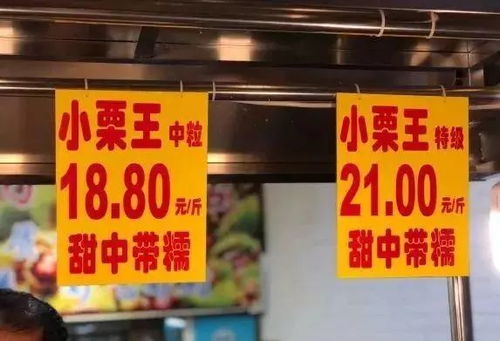 小栗王 中粒
18.80 元/斤
甜中带糯
小栗王 特级
21.00 元/斤
甜中带糯